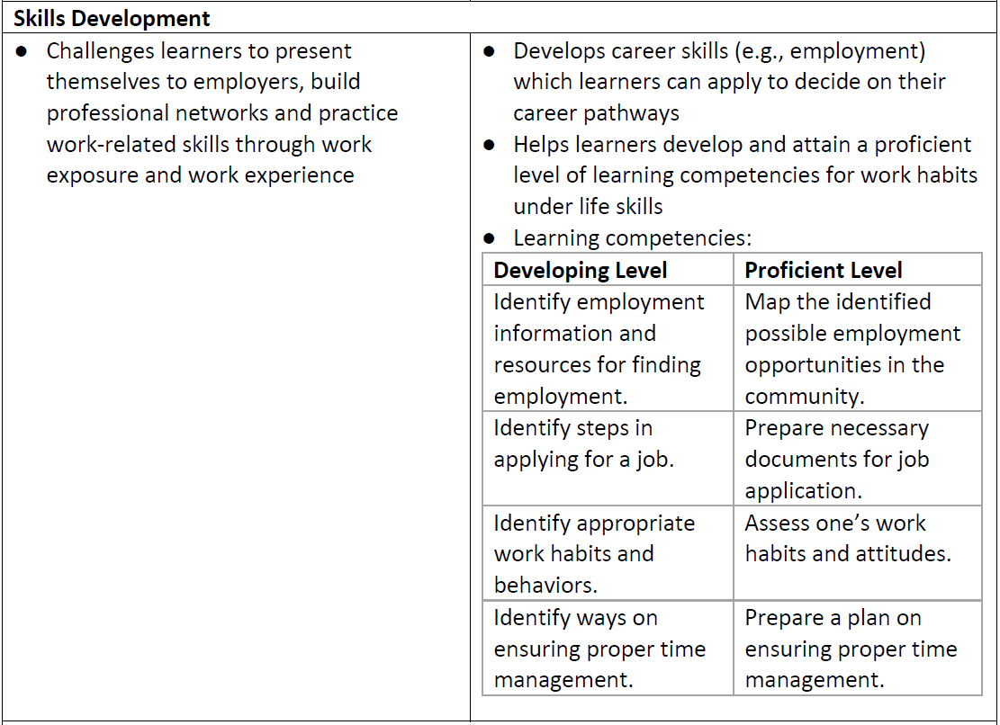 Skills Development
● Challenges learners to present
themselves to employers, build
professional networks and practice
work-related skills through work
exposure and work experience
● Develops career skills (e.g., employment)
which learners can apply to decide on their
career pathways
● Helps learners develop and attain a proficient
level of learning competencies for work habits
under life skills
● Learning competencies:
Developing Level
Proficient Level
Identify employment
information and
resources for finding
employment.
Map the identified
possible employment
opportunities in the
community.
Identify steps in
applying for a job.
Prepare necessary
documents for job
application.
Identify appropriate
work habits and
behaviors.
Assess one’s work
habits and attitudes.
Identify ways on
ensuring proper time
management.
Prepare a plan on
ensuring proper time
management.